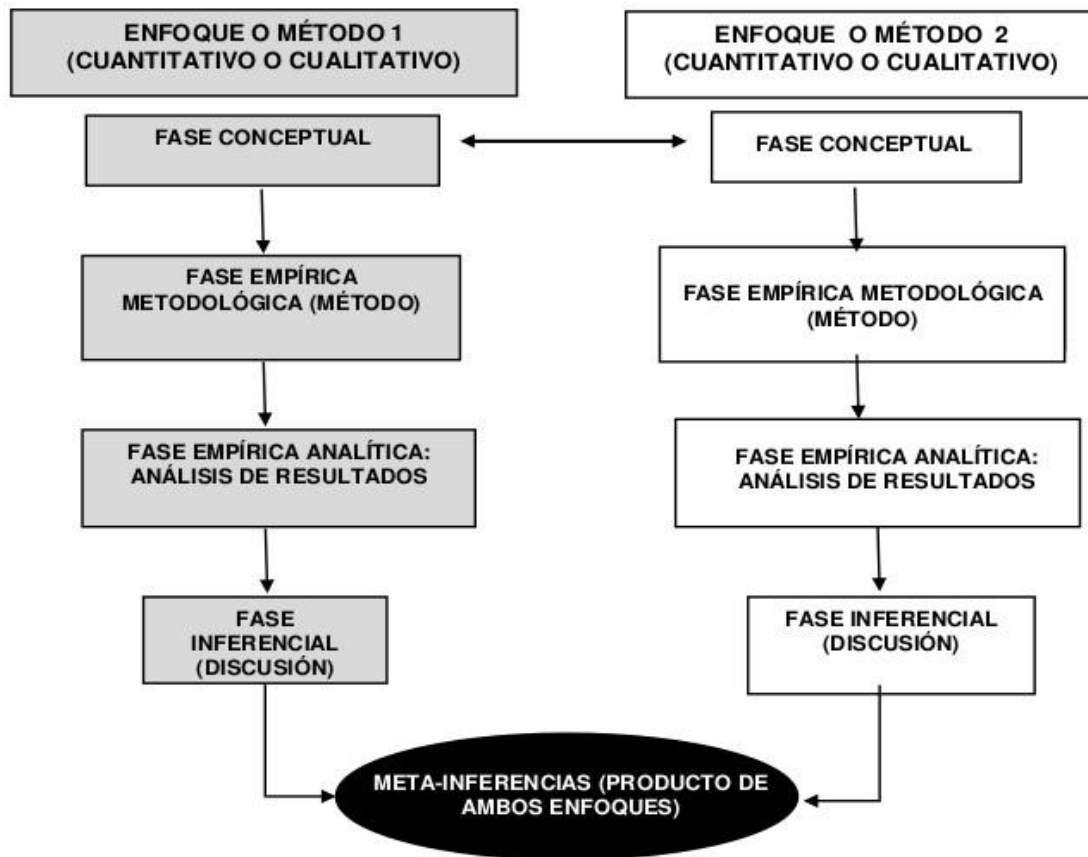 ENFOQUE O MÉTODO 1
(CUANTITATIVO O CUALITATIVO)
FASE CONCEPTUAL
FASE EMPÍRICA
METODOLÓGICA (MÉTODO)
FASE EMPÍRICA ANALÍTICA:
ANÁLISIS DE RESULTADOS
FASE
INFERENCIAL
(DISCUSIÓN)
ENFOQUE O MÉTODO 2
(CUANTITATIVO O CUALITATIVO)
FASE CONCEPTUAL
FASE EMPÍRICA METODOLÓGICA
(MÉTODO)
FASE EMPÍRICA ANALÍTICA:
ANÁLISIS DE RESULTADOS
FASE INFERENCIAL
(DISCUSIÓN)
META-INFERENCIAS (PRODUCTO DE
AMBOS ENFOQUES)